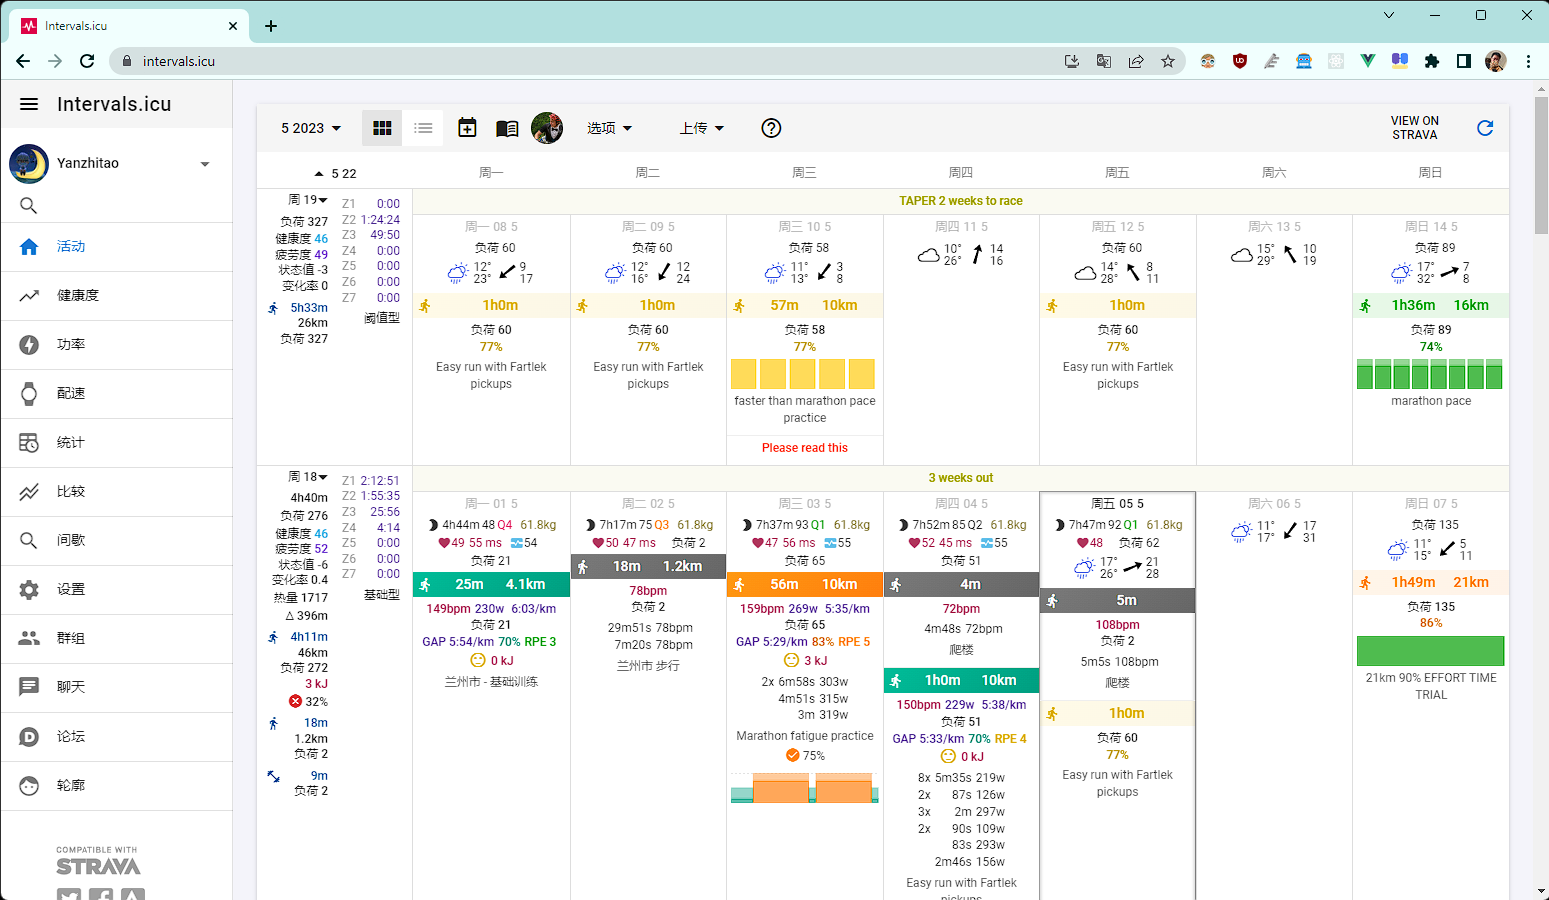 Intervals.icu
intervals.icu
Intervals.icu
Yanzhitao
活动
健康度
功率
配速
统计
比较
间歇
设置
群组
聊天
论坛
轮廓
COMPATIBLE WITH
STRAVA
5 2023
选项
上传
VIEW ON
STRAVA
5 22
周一 周二 周三 周四 周五 周六 周日
周 19
负荷 327
健康度 46
疲劳度 49
状态值 -3
变化率 0
5h33m
26km
负荷 327
Z1 0:00
Z2 1:24:24
Z3 49:50
Z4 0:00
Z5 0:00
Z6 0:00
Z7 0:00
阈值型
TAPER 2 weeks to race
周一 08 5
负荷 60
12° 9
23° 17
1h0m
负荷 60
77%
Easy run with Fartlek
pickups
周二 09 5
负荷 60
12° 12
16° 24
1h0m
负荷 60
77%
Easy run with Fartlek
pickups
周三 10 5
负荷 58
11° 3
13° 8
57m 10km
负荷 58
77%
faster than marathon pace
practice
Please read this
周四 11 5
10° 14
26° 16
周五 12 5
负荷 60
14° 8
28° 11
1h0m
负荷 60
77%
Easy run with Fartlek
pickups
周六 13 5
15° 10
29° 19
周日 14 5
负荷 89
17° 7
32° 8
1h36m 16km
负荷 89
74%
marathon pace
周 18
4h40m
负荷 276
健康度 46
疲劳度 52
状态值 -6
变化率 0.4
热量 1717
△ 396m
4h11m
46km
负荷 272
3 kJ
32%
18m
1.2km
负荷 2
9m
负荷 2
Z1 2:12:51
Z2 1:55:35
Z3 25:56
Z4 4:14
Z5 0:00
Z6 0:00
Z7 0:00
基础型
3 weeks out
周一 01 5
4h44m 48 Q4 61.8kg
49 55 ms 54
负荷 21
25m 4.1km
149bpm 230w 6:03/km
负荷 21
GAP 5:54/km 70% RPE 3
0 kJ
兰州市 - 基础训练
周二 02 5
7h17m 75 Q3 61.8kg
50 47 ms 负荷 2
18m 1.2km
78bpm
负荷 2
29m51s 78bpm
7m20s 78bpm
兰州市 步行
周三 03 5
7h37m 93 Q1 61.8kg
47 56 ms 55
负荷 65
56m 10km
159bpm 269w 5:35/km
负荷 65
GAP 5:29/km 83% RPE 5
3 kJ
2x 6m58s 303w
4m51s 315w
3m 319w
Marathon fatigue practice
75%
周四 04 5
7h52m 85 Q2 61.8kg
52 45 ms 55
负荷 51
4m
72bpm
4m48s 72bpm
爬楼
1h0m 10km
150bpm 229w 5:38/km
负荷 51
GAP 5:33/km 70% RPE 4
0 kJ
8x 5m35s 219w
2x 87s 126w
3x 2m 297w
2x 90s 109w
83s 293w
2m46s 156w
Easy run with Fartlek
pickups
周五 05 5
7h47m 92 Q1 61.8kg
48 负荷 62
17° 21
26° 28
5m
108bpm
负荷 2
5m5s 108bpm
爬楼
1h0m
负荷 60
77%
Easy run with Fartlek
pickups
周六 06 5
11° 17
17° 31
周日 07 5
负荷 135
11° 5
15° 11
1h49m 21km
负荷 135
86%
21km 90% EFFORT TIME
TRIAL